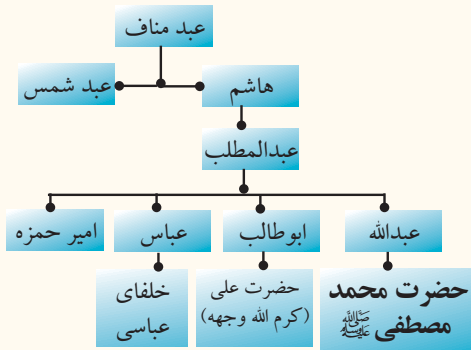 عبد مناف
هاشم
عبد شمس
عبدالمطلب
عبدالله
ابوطالب
عباس
امیر حمزه
حضرت محمد
مصطفی ﷺ
حضرت علی
(کرم الله وجهه)
خلفای
عباسی